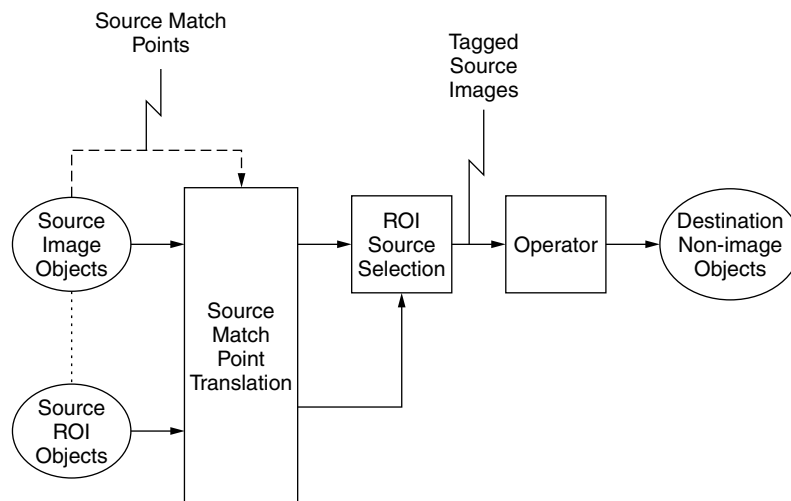 Source Match
Points
Tagged
Source
Images
Source
Image
Objects
ROI
Source
Selection
Operator
Destination
Non-image
Objects
Source
Match
Point
Translation
Source
ROI
Objects